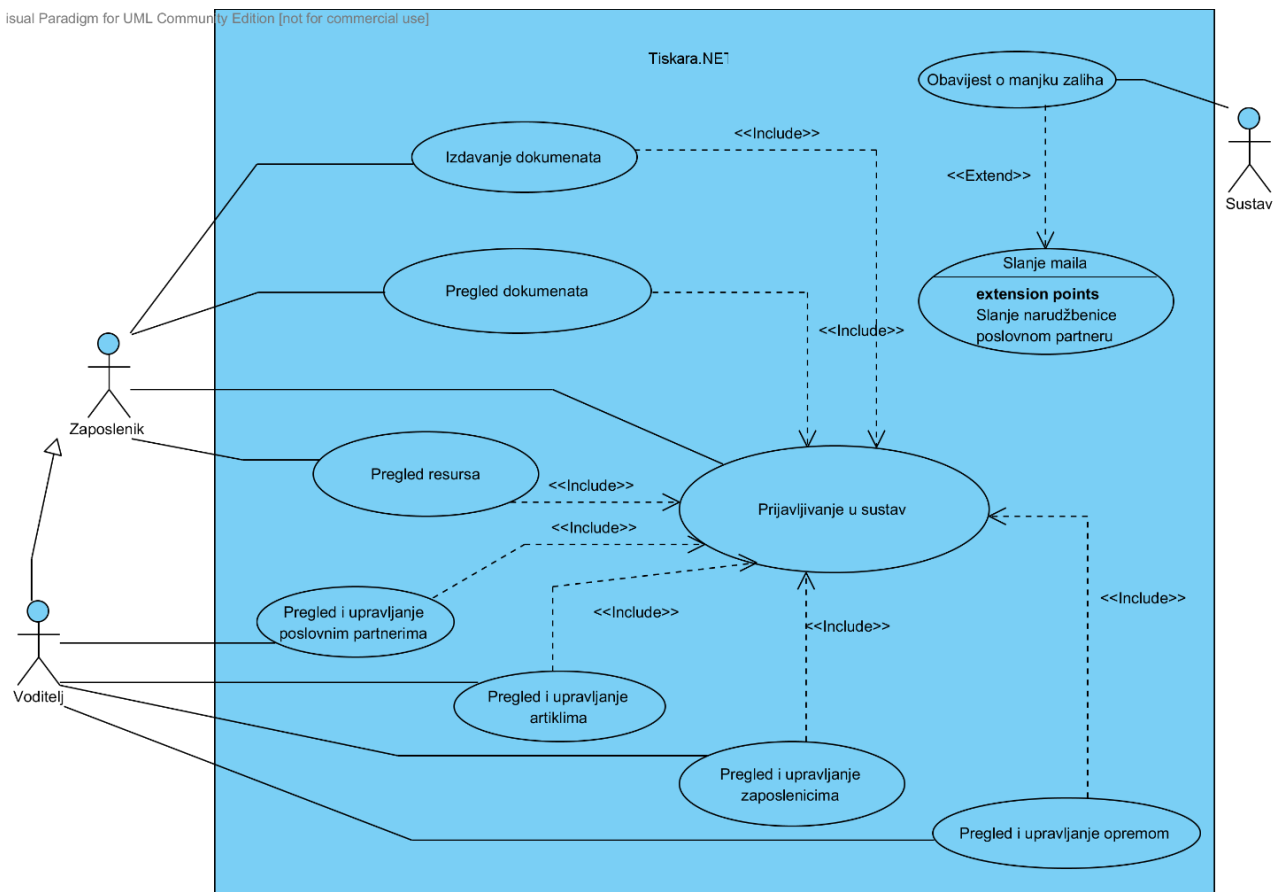 isual Paradigm for UML Community Edition [not for commercial use]
Tiskara.NET
Obavijest o manjku zaliha
<<Include>>
Izdavanje dokumenata
<<Extend>>
Sustav
Slanje maila
extension points
Slanje narudžbenice
poslovnom partneru
Pregled dokumenata
<<Include>>
Zaposlenik
Pregled resursa
<<Include>>
Prijavljivanje u sustav
<<Include>>
Pregled i upravljanje
poslovnim partnerima
<<Include>>
<<Include>>
<<Include>>
Voditelj
Pregled i upravljanje
artiklima
Pregled i upravljanje
zaposlenicima
Pregled i upravljanje opremom